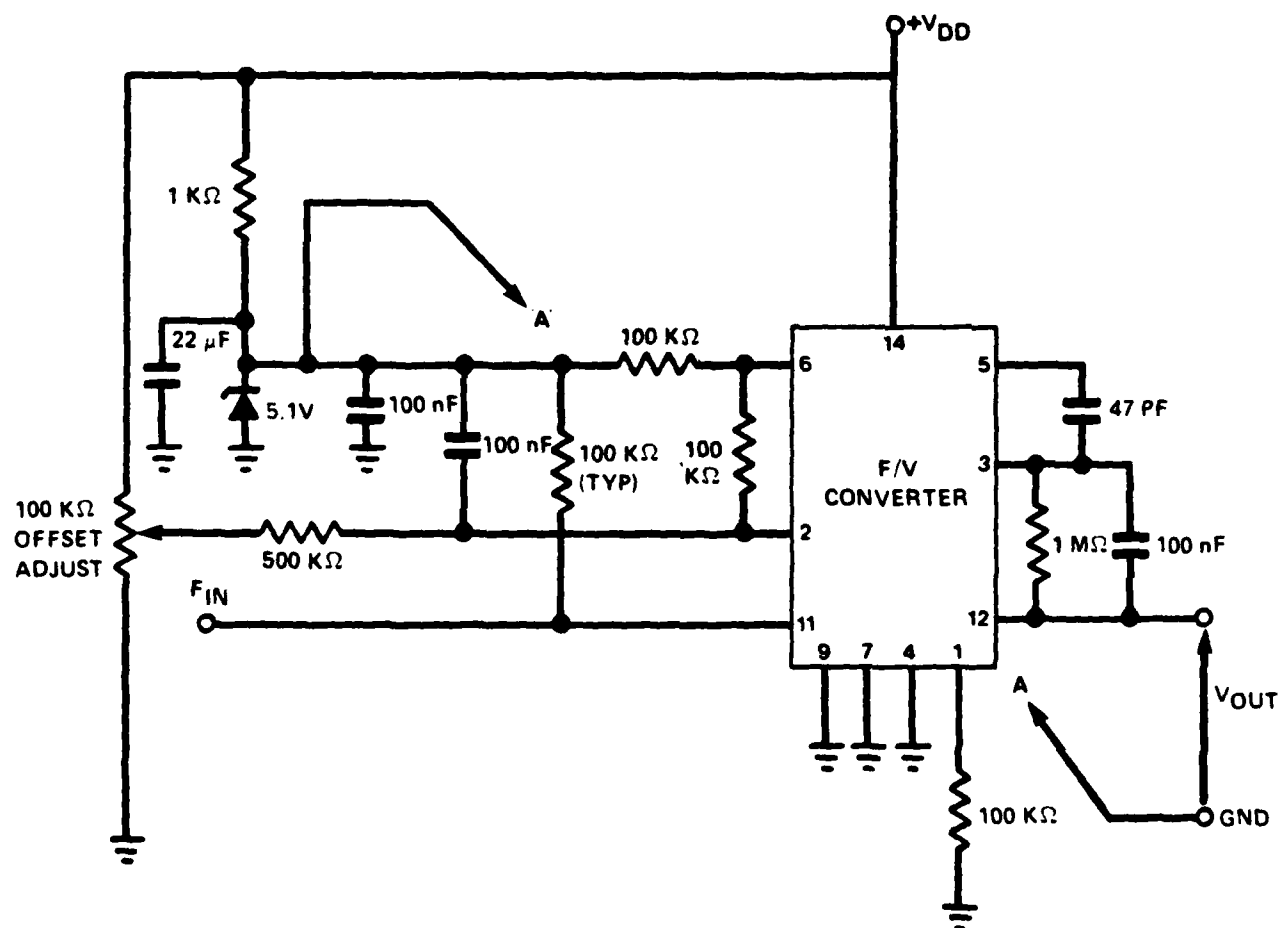 +VDD
1 KΩ
22 µF
5.1V
100 nF
100 nF
100 KΩ
(TYP)
100 KΩ
100
KΩ
A
6
14
5
47 PF
3
F/V
CONVERTER
1 MΩ
100 nF
100 KΩ
OFFSET
ADJUST
500 KΩ
2
FIN
11
12
9
7
4
1
A
VOUT
100 KΩ
GND